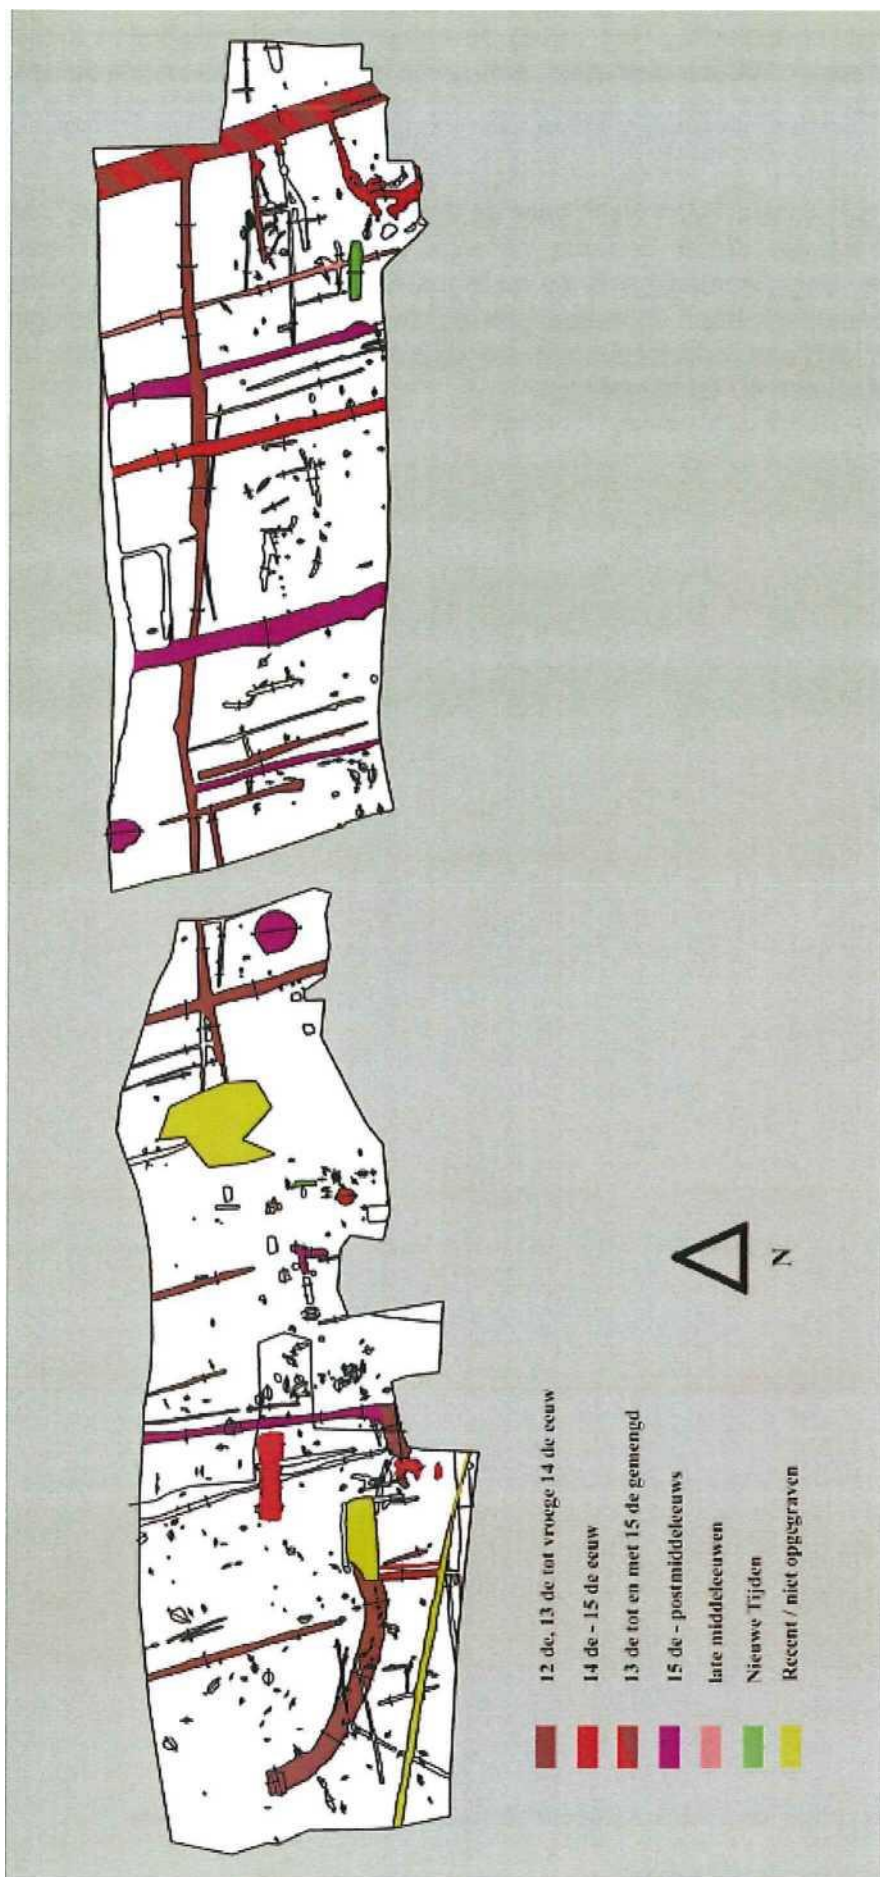 12 de, 13 de tot vroege 14 de eeuw
14 de - 15 de eeuw
13 de tot en met 15 de gemengd
15 de - postmiddeleeuws
late middeleeuwen
Nieuwe Tijden
Recent / niet opgegraven
N